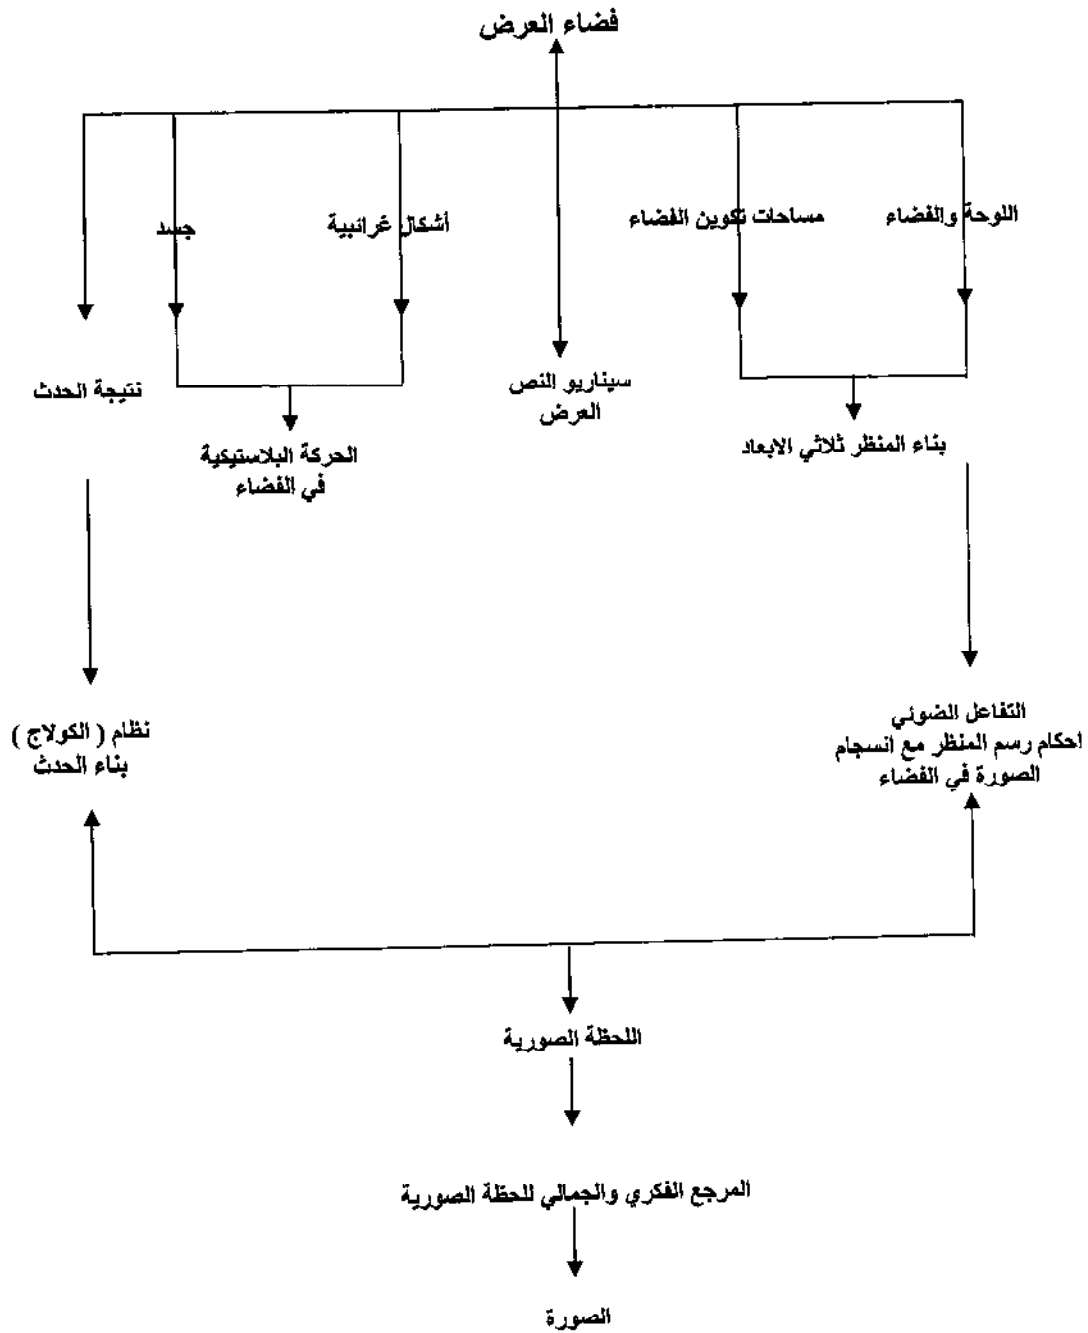 فضاء العرض
اللوحة والفضاء
مساحات تكوين الفضاء
أشكال غرائبية
جسد
سيناريو النص
العرض
نتيجة الحدث
بناء المنظر ثلاثي الابعاد
الحركة البلاستيكية
في الفضاء
التفاعل الضوئي
احكام رسم المنظر مع انسجام
الصورة في الفضاء
نظام ( الكولاج )
بناء الحدث
اللحظة الصورية
المرجع الفكري والجمالي للحظة الصورية
الصورة